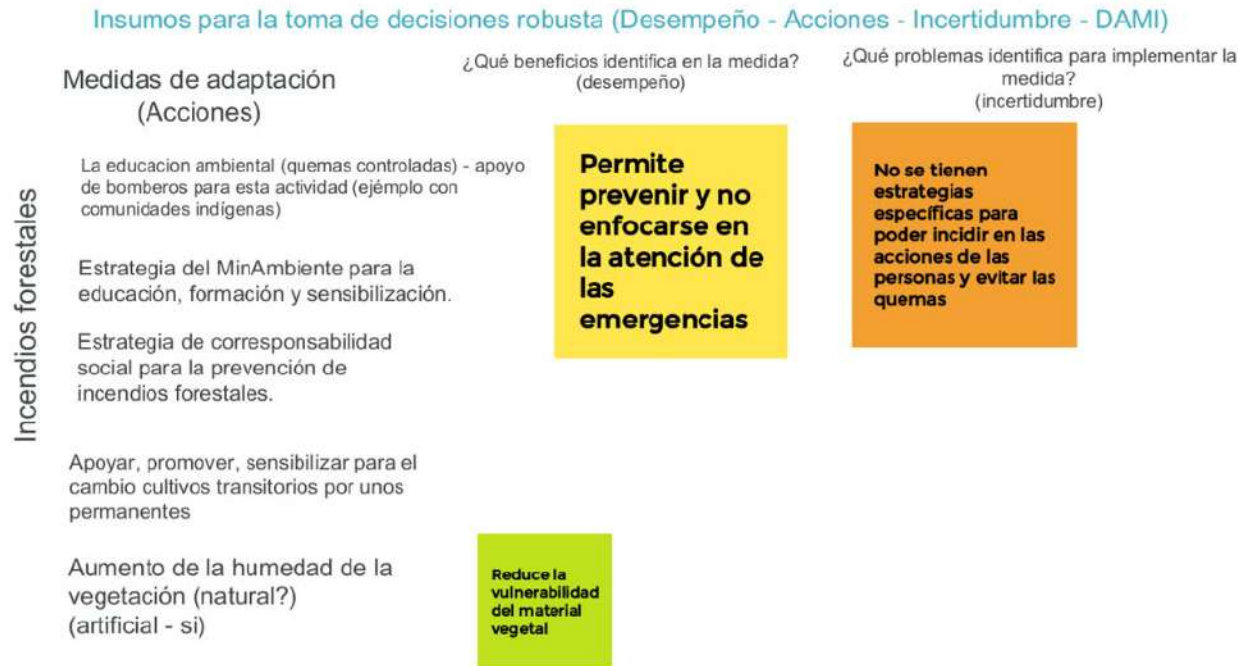 Insumos para la toma de decisiones robusta (Desempeño - Acciones - Incertidumbre - DAMI)
Medidas de adaptación
(Acciones)
¿Qué beneficios identifica en la medida?
(desempeño)
¿Qué problemas identifica para implementar la
medida?
(incertidumbre)
Incendios forestales
La educacion ambiental (quemas controladas) - apoyo
de bomberos para esta actividad (ejémplo con
comunidades indígenas)
Estrategia del MinAmbiente para la
educación, formación y sensibilización.
Estrategia de corresponsabilidad
social para la prevención de
incendios forestales.
Permite
prevenir y no
enfocarse en
la atención de
las
emergencias
No se tienen
estrategias
específicas para
poder incidir en las
acciones de las
personas y evitar las
quemas
Apoyar, promover, sensibilizar para el
cambio cultivos transitorios por unos
permanentes
Aumento de la humedad de la
vegetación (natural?)
(artificial - si)
Reduce la
vulnerabilidad
del material
vegetal